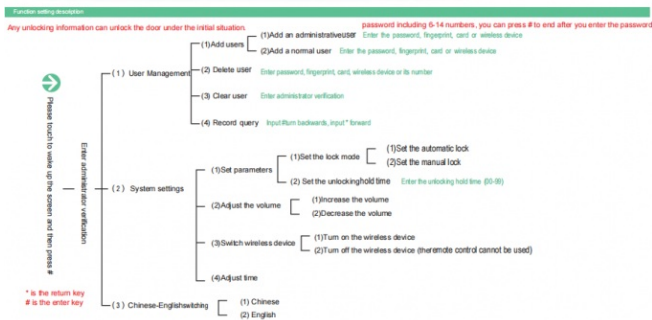 Function setting description
Any unlocking information can unlock the door under the initial situation.
password including 6-14 numbers, you can press # to end after you enter the password
Please touch to wake up the screen and then press #
Enter administrator verification
(1) User Management
(1)Add users
(1)Add an administrativeuser Enter the password, fingerprint, card or wireless device
(2)Add a normal user Enter the password, fingerprint, card or wireless device
(2) Delete user Enter password, fingerprint, card, wireless device or its number
(3) Clear user Enter administrator verification
(4) Record query Input#turn backwards, input * forward
(2) System settings
(1)Set parameters
(1)Set the lock mode
(1)Set the automatic lock
(2)Set the manual lock
(2) Set the unlockinghold time Enter the unlocking hold time (00-99)
(2)Adjust the volume
(1)Increase the volume
(2)Decrease the volume
(3)Switch wireless device
(1)Turn on the wireless device
(2)Turn off the wireless device (theremote control cannot be used)
(4)Adjust time
(3) Chinese-Englishswitching
(1) Chinese
(2) English
* is the return key
# is the enter key